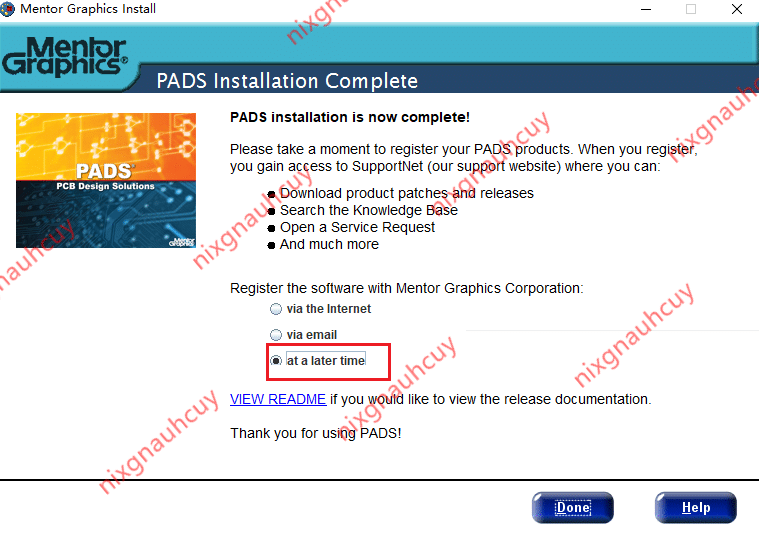 Mentor Graphics Install
Mentor
Graphics®
PADS Installation Complete
PADS installation is now complete!
PADS®
PCB Design Solutions
Mentor
Graphics
Please take a moment to register your PADS products. When you register,
you gain access to SupportNet (our support website) where you can:
● Download product patches and releases
● Search the Knowledge Base
● Open a Service Request
● And much more
Register the software with Mentor Graphics Corporation:
via the Internet
via email
at a later time
VIEW README if you would like to view the release documentation.
Thank you for using PADS!
Done
Help
nixgnauhcuy
nixgnauhcuy
nixgnauhcuy
nixgnauhcuy
nixgnauhcuy
nixgnauhcuy
nixgnauhcuy
nixgnauhcuy